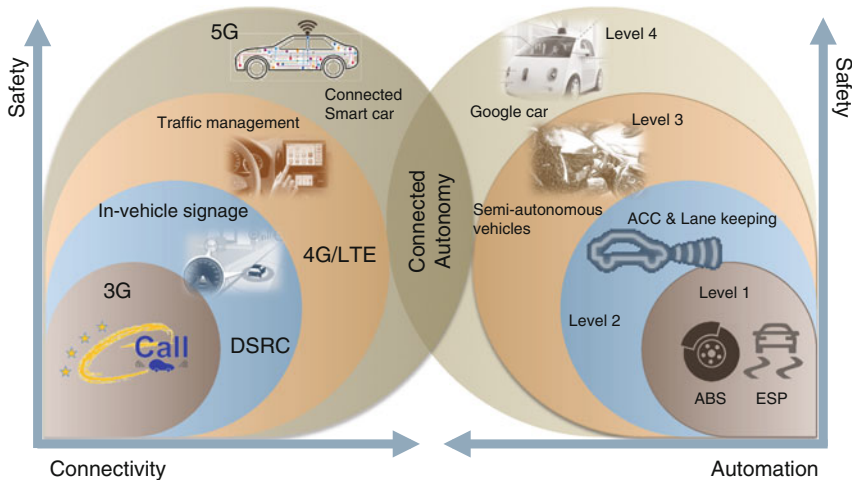 Safety
5G
Connected
Smart car
Traffic management
In-vehicle signage
4G/LTE
3G
Call
DSRC
Connectivity
Connected
Autonomy
Level 4
Google car
Level 3
Semi-autonomous
vehicles
ACC & Lane keeping
Level 1
Level 2
ABS
ESP
Safety
Automation